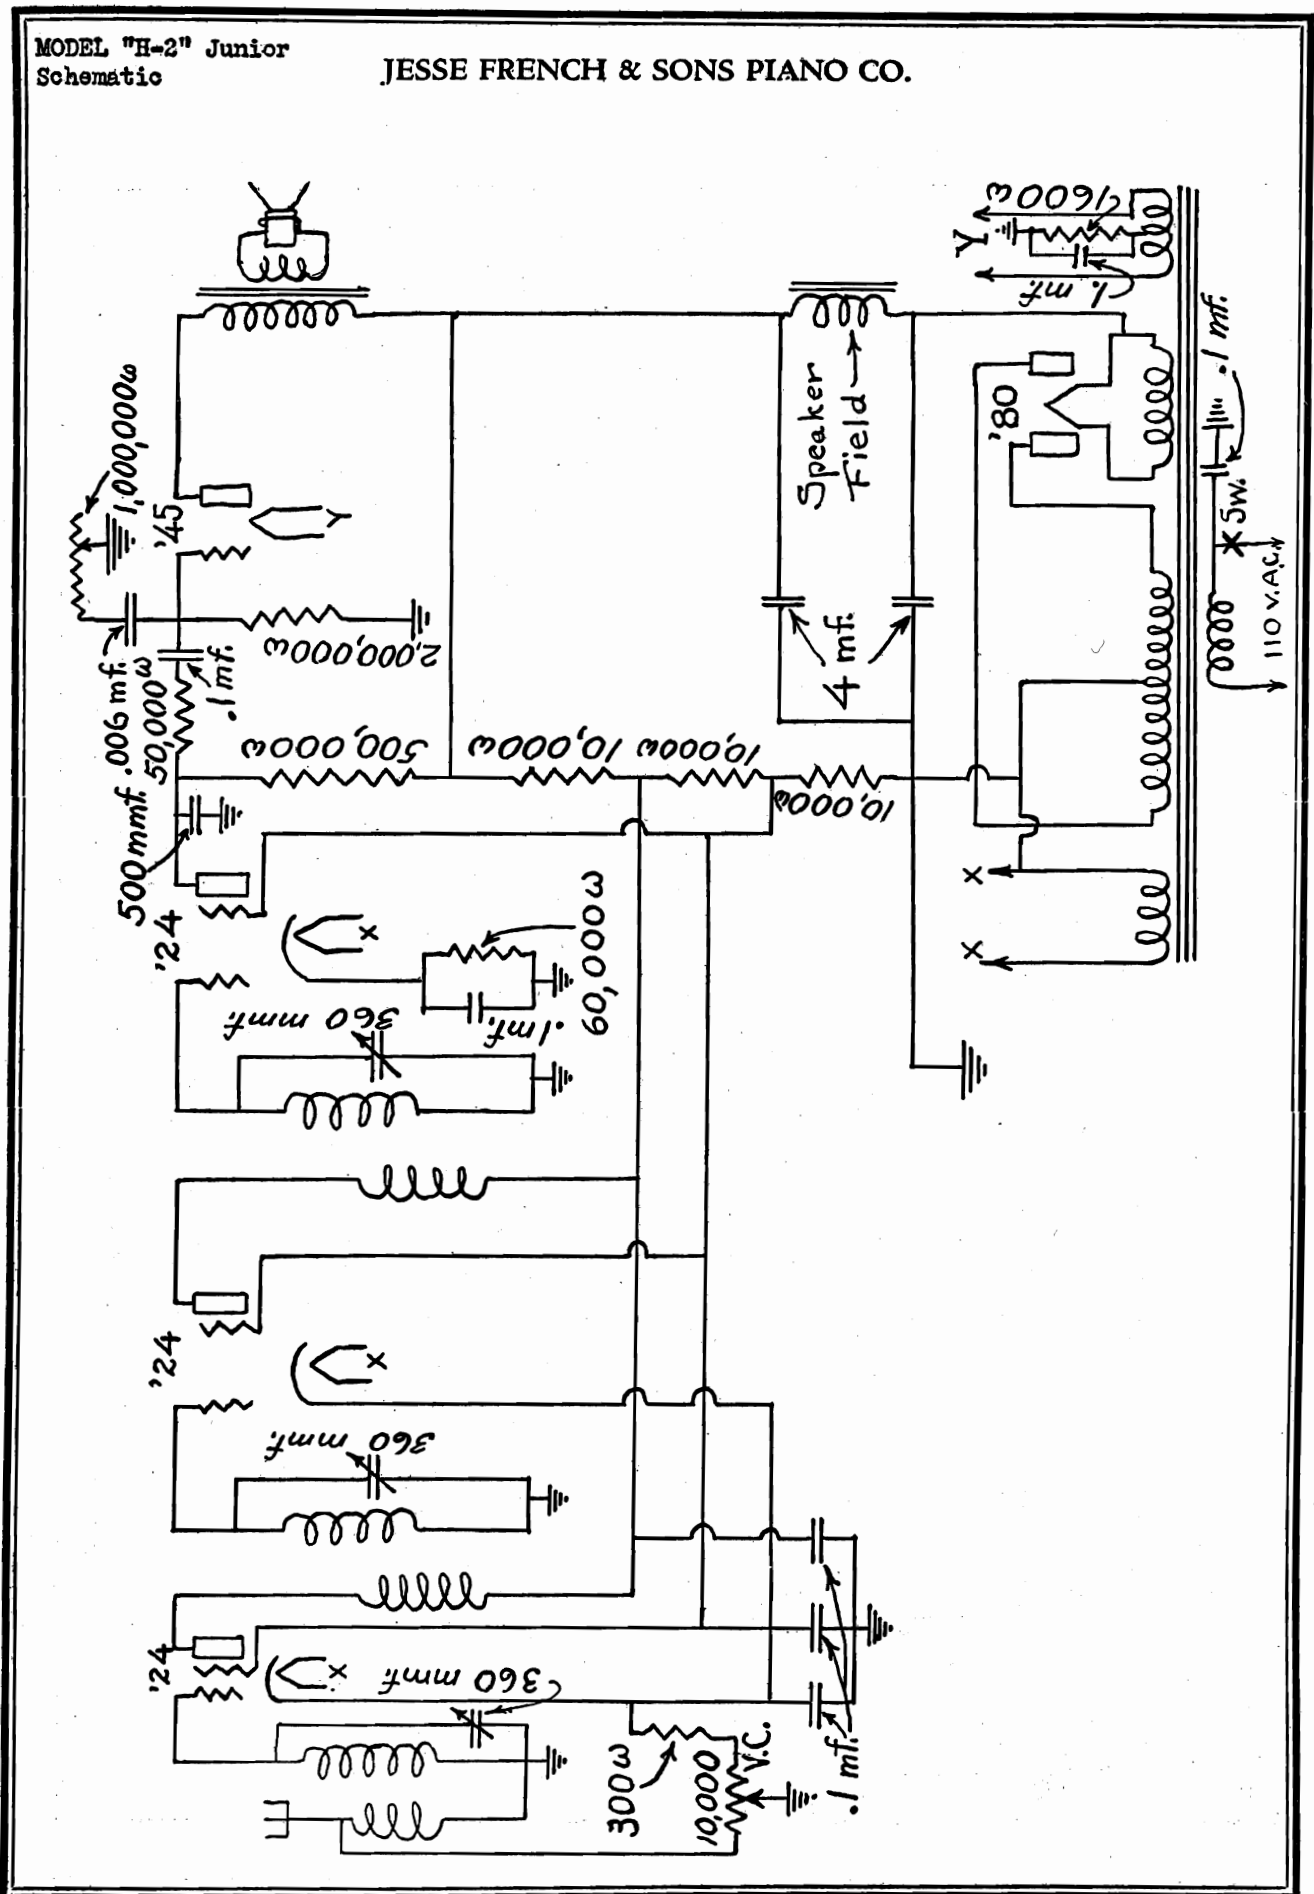 MODEL "H-2" Junior
Schematic
JESSE FRENCH & SONS PIANO CO.
1600ω
Y
1. mf.
.1 mf.
'80
Speaker
Field
1,000,000ω
'45
Y
SW.
110 V.A.C.
.006 mf.
50,000ω
.1 mf.
2,000,000ω
4 mf.
500,000ω
10,000ω
10,000ω
10,000ω
500mmf.
'24
X
60,000ω
.1 mf.
360 mmf.
X
X
'24
X
360 mmf.
'24
X
360 mmf.
300ω
10,000
V.C.
.1 mf.